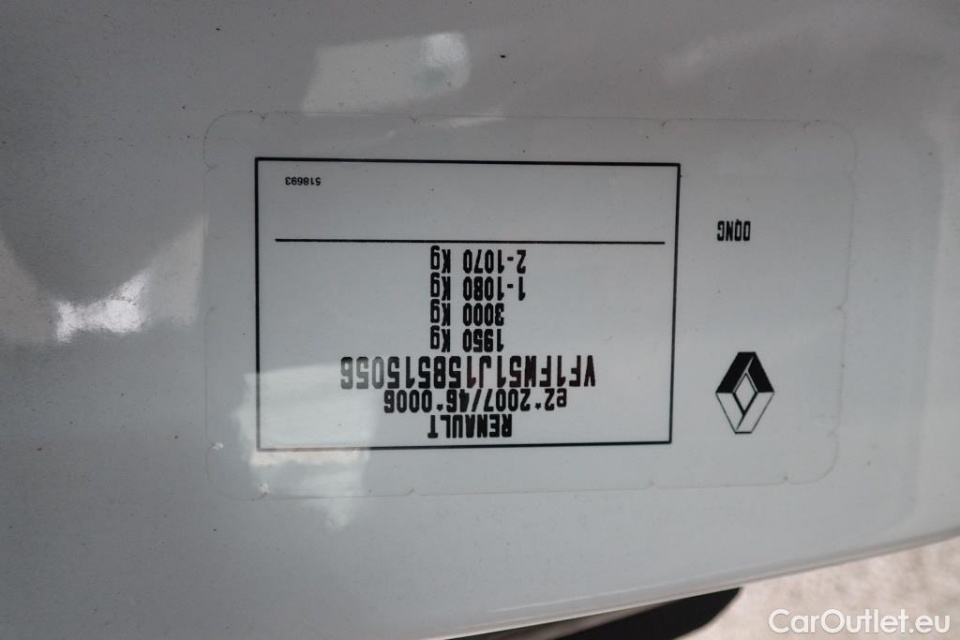 RENAULT
e2*2007/46*0006
VF1FW51J158515056
1950 Kg
3000 Kg
1-1080 Kg
2-1070 Kg
518693
DQNG
CarOutlet.eu